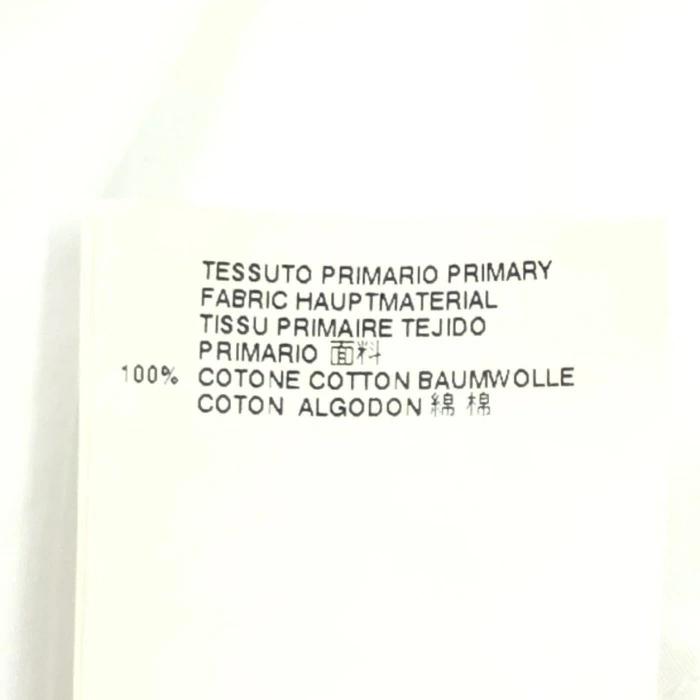 TESSUTO PRIMARIO PRIMARY
FABRIC HAUPTMATERIAL
TISSU PRIMAIRE TEJIDO
PRIMARIO 面料
100% COTONE COTTON BAUMWOLLE
COTON ALGODON 綿 棉